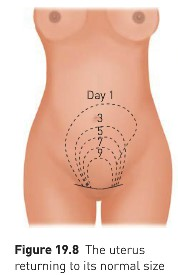 Day 1
3
5
7
9
Figure 19.8 The uterus
returning to its normal size